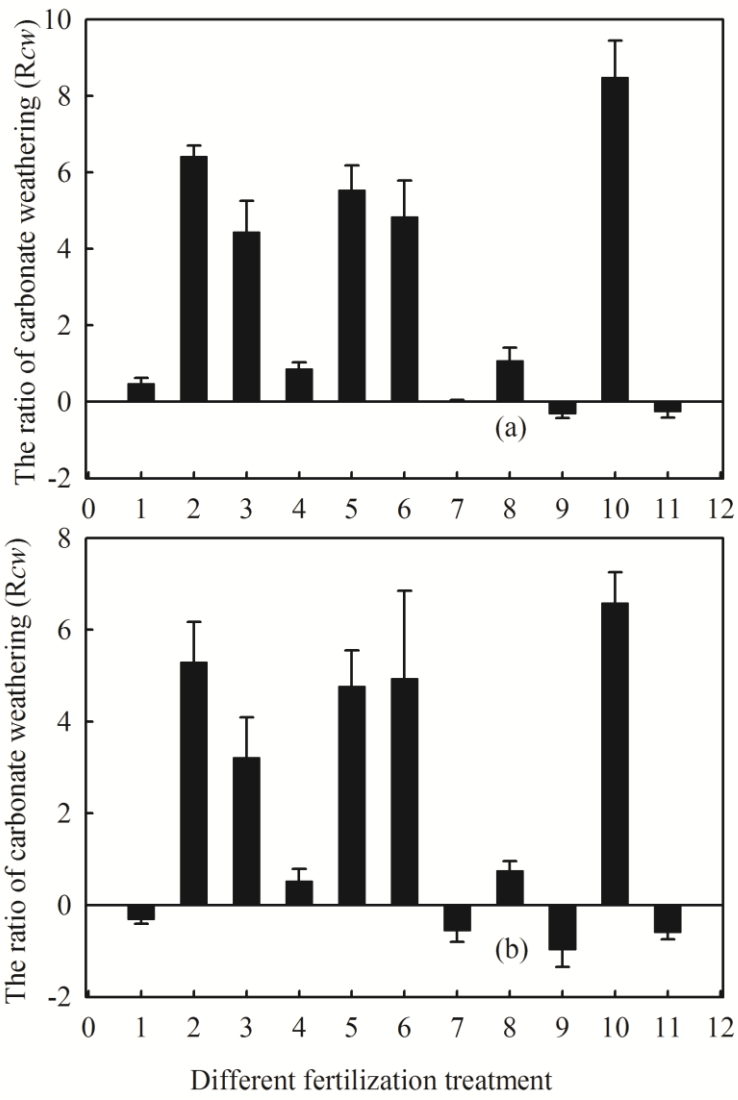 The ratio of carbonate weathering (Rcw)
10
8
6
4
2
0
-2
(a)
0 1 2 3 4 5 6 7 8 9 10 11 12
The ratio of carbonate weathering (Rcw)
8
6
4
2
0
-2
(b)
0 1 2 3 4 5 6 7 8 9 10 11 12
Different fertilization treatment